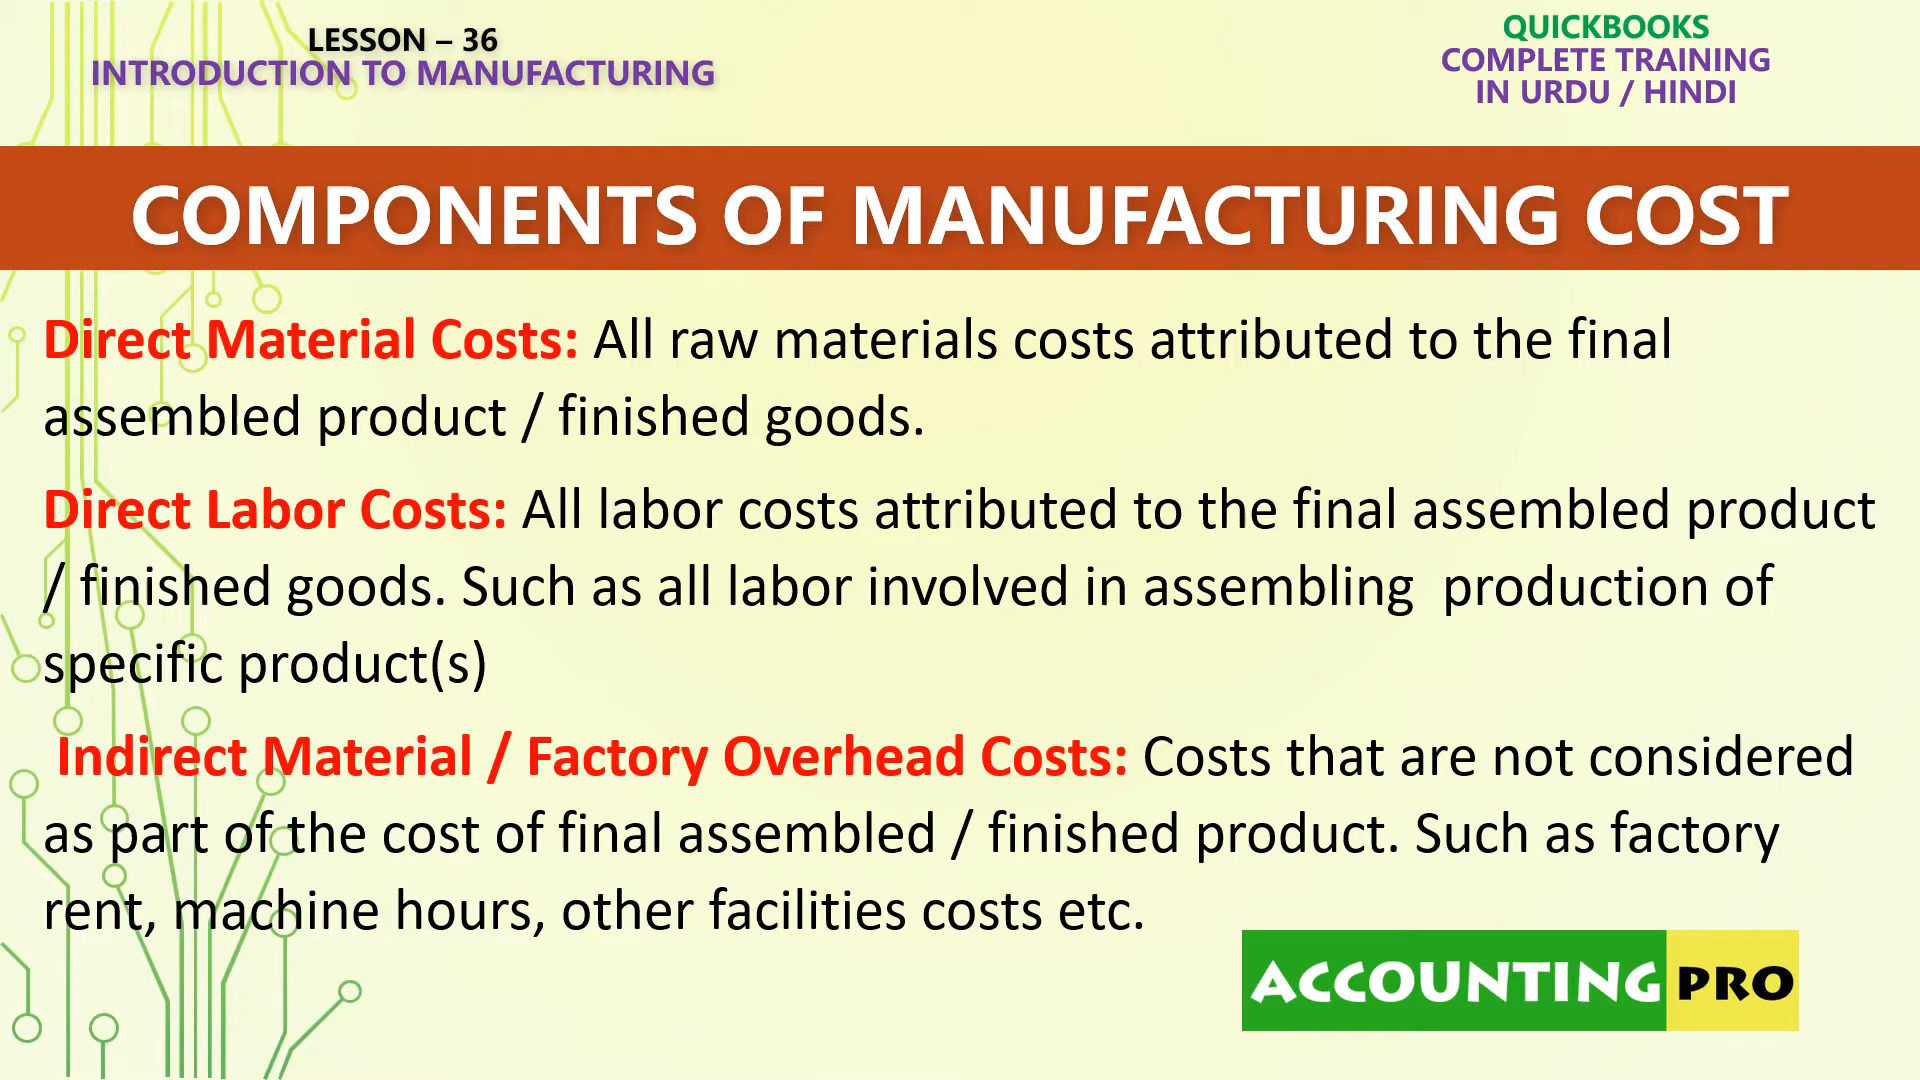 LESSON – 36
INTRODUCTION TO MANUFACTURING
QUICKBOOKS
COMPLETE TRAINING
IN URDU / HINDI
COMPONENTS OF MANUFACTURING COST
Direct Material Costs: All raw materials costs attributed to the final
assembled product / finished goods.
Direct Labor Costs: All labor costs attributed to the final assembled product
/ finished goods. Such as all labor involved in assembling  production of
specific product(s)
Indirect Material / Factory Overhead Costs: Costs that are not considered
as part of the cost of final assembled / finished product. Such as factory
rent, machine hours, other facilities costs etc.
ACCOUNTING PRO